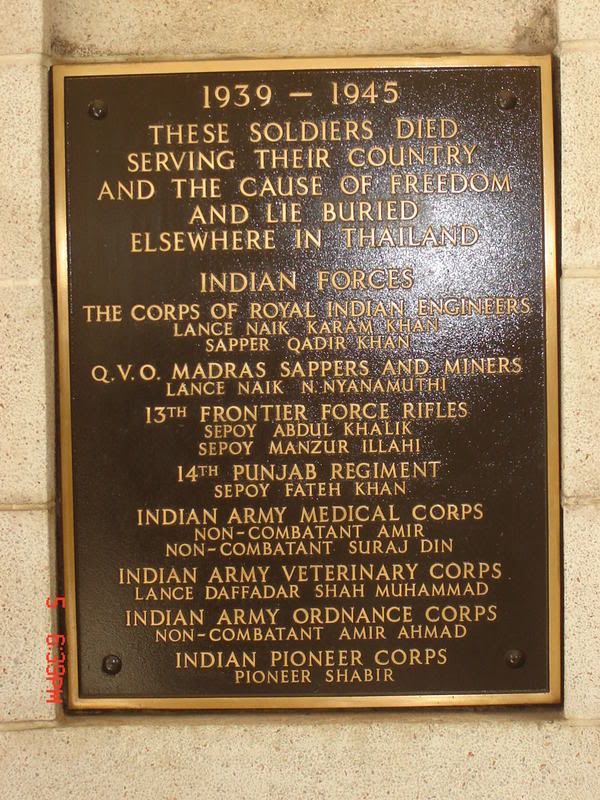 1939 — 1945
THESE SOLDIERS DIED
SERVING THEIR COUNTRY
AND THE CAUSE OF FREEDOM
AND LIE BURIED
ELSEWHERE IN THAILAND
INDIAN FORCES
THE CORPS OF ROYAL INDIAN ENGINEERS
LANCE NAIK KARAM KHAN
SAPPER QADIR KHAN
Q.V.O. MADRAS SAPPERS AND MINERS
LANCE NAIK N.NYANAMUTHI
13TH FRONTIER FORCE RIFLES
SEPOY ABDUL KHALIK
SEPOY MANZUR ILLAHI
14TH PUNJAB REGIMENT
SEPOY FATEH KHAN
INDIAN ARMY MEDICAL CORPS
NON-COMBATANT AMIR
NON-COMBATANT SURAJ DIN
INDIAN ARMY VETERINARY CORPS
LANCE DAFFADAR SHAH MUHAMMAD
INDIAN ARMY ORDNANCE CORPS
NON-COMBATANT AMIR AHMAD
INDIAN PIONEER CORPS
PIONEER SHABIR